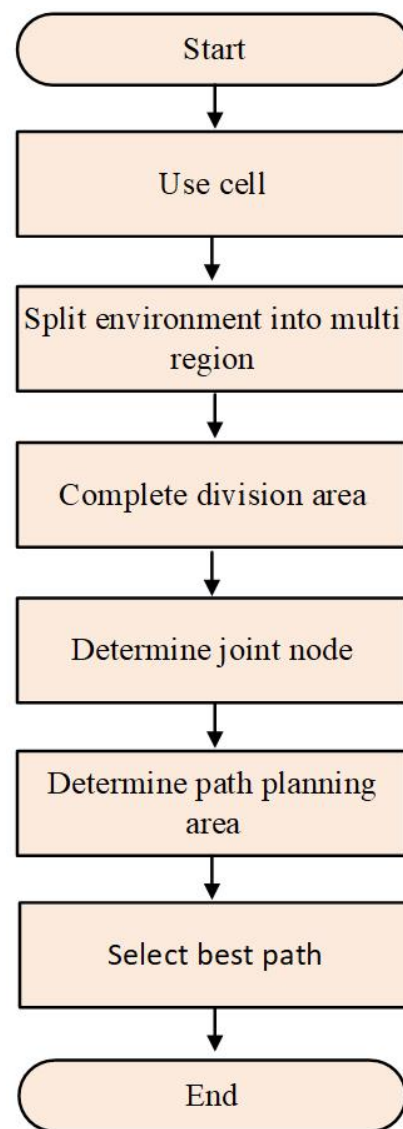 Start
Use cell
Split environment into multi
region
Complete division area
Determine joint node
Determine path planning
area
Select best path
End